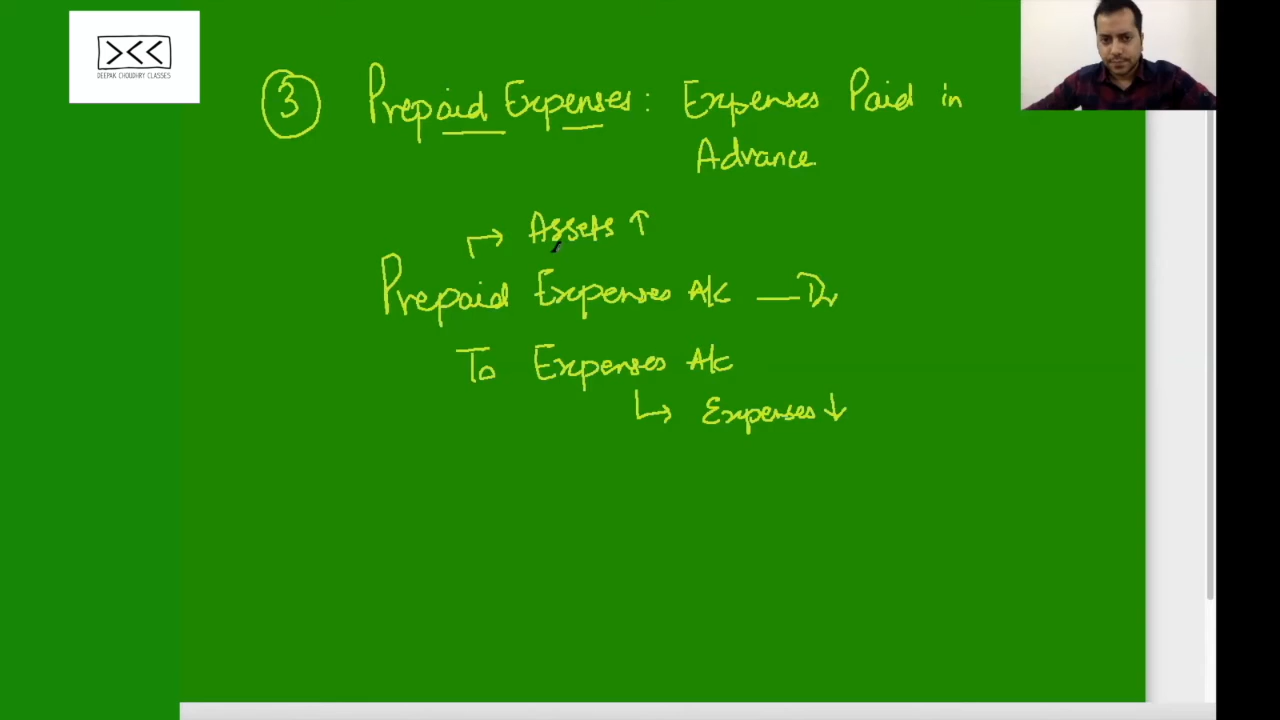 DEEPAK CHOUDHRY CLASSES
3 Prepaid Expenses: Expenses Paid in
Advance
↳ Assets ↑
Prepaid Expenses A/c — Dr
To Expenses A/c
↳ Expenses ↓